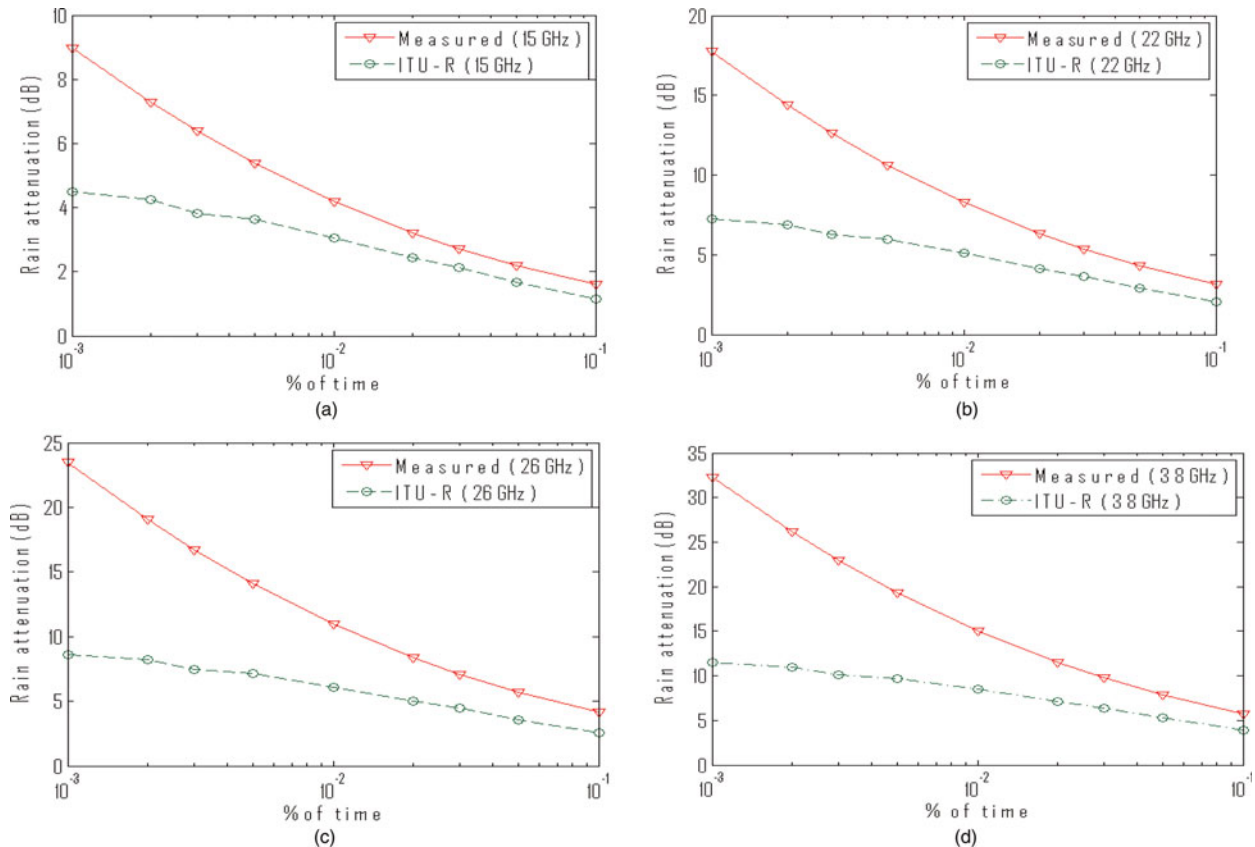 Measured (15 GHz)
ITU-R (15 GHz)
Rain attenuation (dB)
10
8
6
4
2
0
10-3
10-2
10-1
% of time
(a)
Measured (22 GHz)
ITU-R (22 GHz)
Rain attenuation (dB)
20
15
10
5
0
10-3
10-2
10-1
% of time
(b)
Measured (26 GHz)
ITU-R (26 GHz)
Rain attenuation (dB)
25
20
15
10
5
0
10-3
10-2
10-1
% of time
(c)
Measured (38 GHz)
ITU-R (38 GHz)
Rain attenuation (dB)
35
30
25
20
15
10
5
0
10-3
10-2
10-1
% of time
(d)